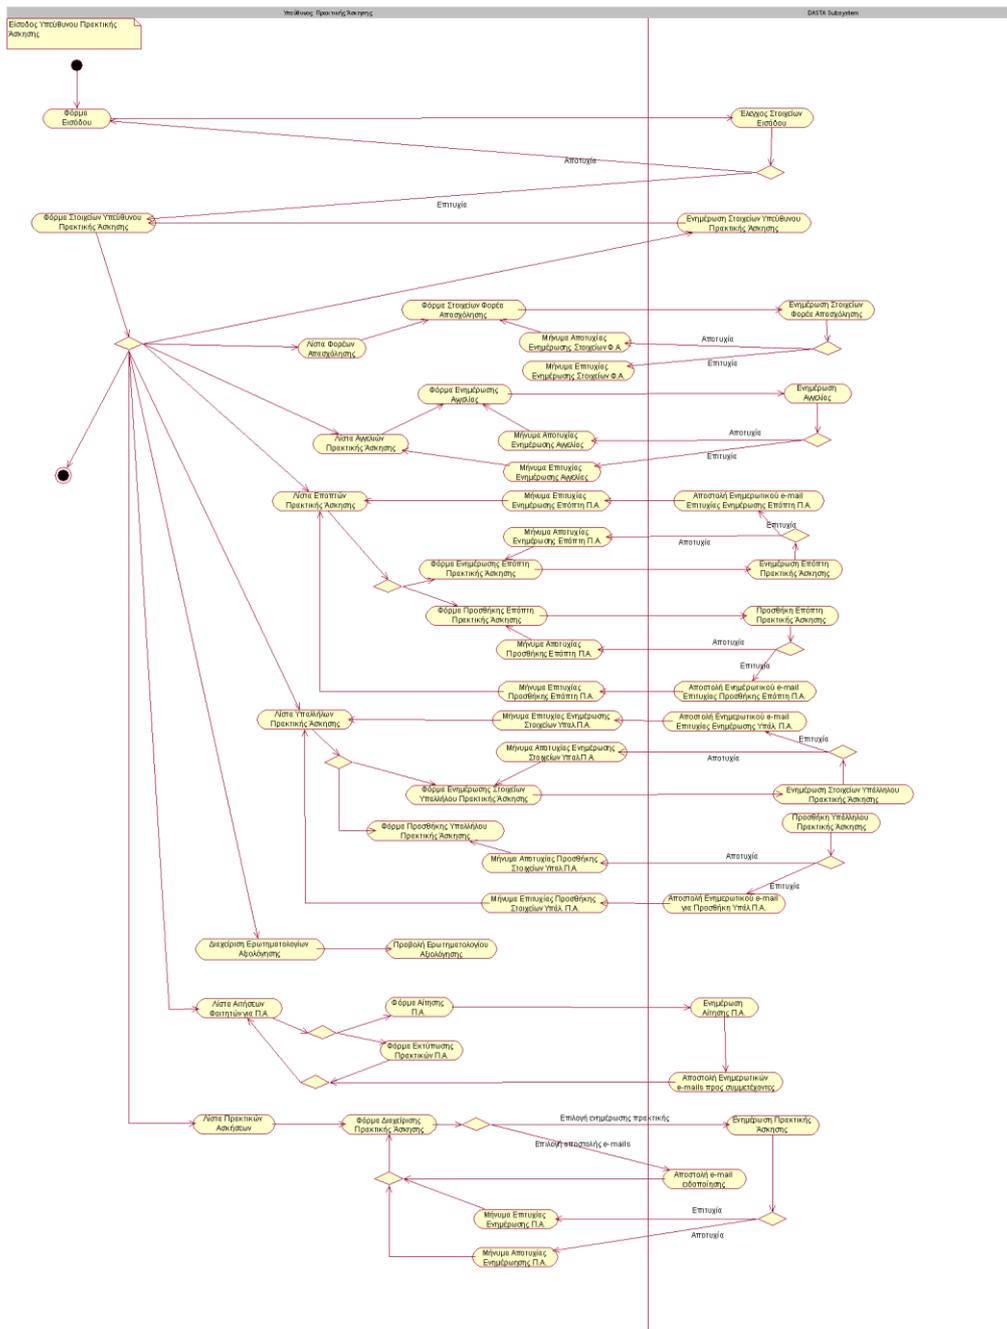 Υπεύθυνος Πρακτικής Άσκησης
DASTA Subsystem
Είσοδος Υπεύθυνου Πρακτικής
Άσκησης
Φόρμα
Εισόδου
Έλεγχος Στοιχείων
Εισόδου
Αποτυχία
Επιτυχία
Φόρμα Στοιχείων Υπεύθυνου
Πρακτικής Άσκησης
Ενημέρωση Στοιχείων Υπεύθυνου
Πρακτικής Άσκησης
Φόρμα Στοιχείων Φορέα
Απασχόλησης
Ενημέρωση Στοιχείων
Φορέα Απασχόλησης
Λίστα Φορέων
Απασχόλησης
Μήνυμα Αποτυχίας
Ενημέρωσης Στοιχείων Φ.Α.
Αποτυχία
Μήνυμα Επιτυχίας
Ενημέρωσης Στοιχείων Φ.Α.
Επιτυχία
Φόρμα Ενημέρωσης
Αγγελίας
Ενημέρωση
Αγγελίας
Λίστα Αγγελιών
Πρακτικής Άσκησης
Μήνυμα Αποτυχίας
Ενημέρωσης Αγγελίας
Αποτυχία
Επιτυχία
Μήνυμα Επιτυχίας
Ενημέρωσης Αγγελίας
Λίστα Εποπτών
Πρακτικής Άσκησης
Μήνυμα Επιτυχίας
Ενημέρωσης Επόπτη Π.Α.
Αποστολή Ενημερωτικού e-mail
Επιτυχίας Ενημέρωσης Επόπτη Π.Α.
Επιτυχία
Μήνυμα Αποτυχίας
Ενημέρωσης Επόπτη Π.Α.
Αποτυχία
Φόρμα Ενημέρωσης Επόπτη
Πρακτικής Άσκησης
Ενημέρωση Επόπτη
Πρακτικής Άσκησης
Φόρμα Προσθήκης Επόπτη
Πρακτικής Άσκησης
Προσθήκη Επόπτη
Πρακτικής Άσκησης
Μήνυμα Αποτυχίας
Προσθήκης Επόπτη Π.Α.
Αποτυχία
Επιτυχία
Μήνυμα Επιτυχίας
Προσθήκης Επόπτη Π.Α.
Αποστολή Ενημερωτικού e-mail
Επιτυχίας Προσθήκης Επόπτη Π.Α.
Λίστα Υπαλλήλων
Πρακτικής Άσκησης
Μήνυμα Επιτυχίας Ενημέρωσης
Στοιχείων Υπαλ.Π.Α.
Αποστολή Ενημερωτικού e-mail
Επιτυχίας Ενημέρωσης Υπάλ. Π.Α.
Επιτυχία
Μήνυμα Αποτυχίας Ενημέρωσης
Στοιχείων Υπαλ.Π.Α.
Αποτυχία
Φόρμα Ενημέρωσης Στοιχείων
Υπαλλήλου Πρακτικής Άσκησης
Ενημέρωση Στοιχείων Υπάλληλου
Πρακτικής Άσκησης
Φόρμα Προσθήκης Υπαλλήλου
Πρακτικής Άσκησης
Προσθήκη Υπάλληλου
Πρακτικής Άσκησης
Μήνυμα Αποτυχίας Προσθήκης
Στοιχείων Υπαλ.Π.Α.
Αποτυχία
Επιτυχία
Μήνυμα Επιτυχίας Προσθήκης
Στοιχείων Υπάλ. Π.Α.
Αποστολή Ενημερωτικού e-mail
για Προσθήκη Υπάλ.Π.Α.
Διαχείριση Ερωτηματολογίων
Αξιολόγησης
Προβολή Ερωτηματολογίου
Αξιολόγησης
Λίστα Αιτήσεων
Φοιτητών για Π.Α.
Φόρμα Αίτησης
Π.Α.
Ενημέρωση
Αίτησης Π.Α.
Φόρμα Εκτύπωσης
Πρακτικών Π.Α.
Αποστολή Ενημερωτικών
e-mails προς συμμετέχοντες
Λίστα Πρακτικών
Ασκήσεων
Φόρμα Διαχείρισης
Πρακτικής Άσκησης
Επιλογή ενημέρωσης πρακτικής
Ενημέρωση Πρακτικής
Άσκησης
Επιλογή αποστολής e-mails
Αποστολή e-mail
ειδοποίησης
Μήνυμα Επιτυχίας
Ενημέρωσης Π.Α.
Επιτυχία
Αποτυχία
Μήνυμα Αποτυχίας
Ενημέρωησης Π.Α.